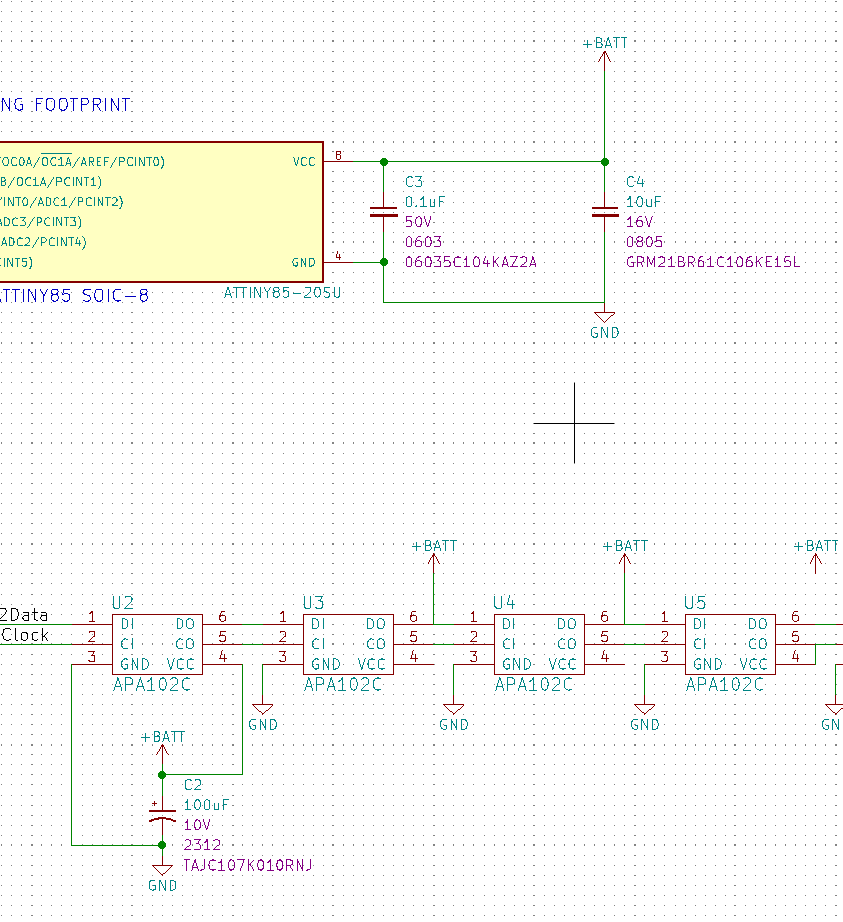 +BATT
NG FOOTPRINT
OC0A/OC1A/AREF/PCINT0) VCC 8
B/OC1A/PCINT1)
INT0/ADC1/PCINT2)
ADC3/PCINT3)
ADC2/PCINT4)
CINT5) GND 4
ATTINY85 SOIC-8
ATTINY85-20SU
C3
0.1uF
50V
0603
06035C104KAZ2A
C4
10uF
16V
0805
GRM21BR61C106KE15L
GND
+BATT +BATT +BATT
U2 U3 U4 U5
2Data 1 DI DO 6 1 DI DO 6 1 DI DO 6 1 DI DO 6
Clock 2 CI CO 5 2 CI CO 5 2 CI CO 5 2 CI CO 5
3 GND VCC 4 3 GND VCC 4 3 GND VCC 4 3 GND VCC 4
APA102C APA102C APA102C APA102C
GND GND GND GN
+BATT
C2
+
100uF
10V
2312
TAJC107K010RNJ
GND